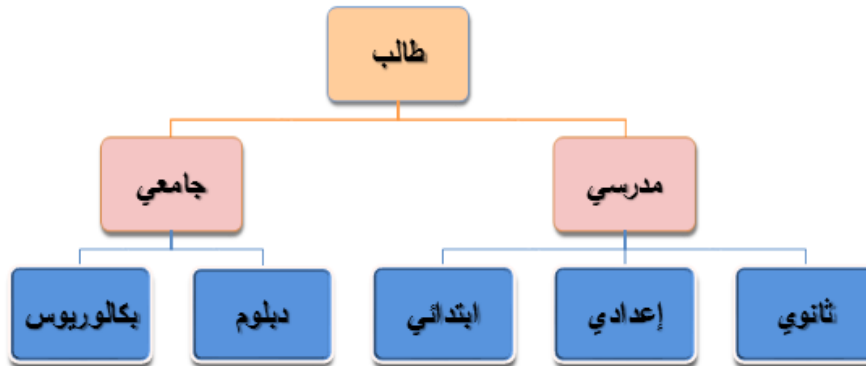 طالب
مدرسي
جامعي
ثانوي
إعدادي
ابتدائي
دبلوم
بكالوريوس